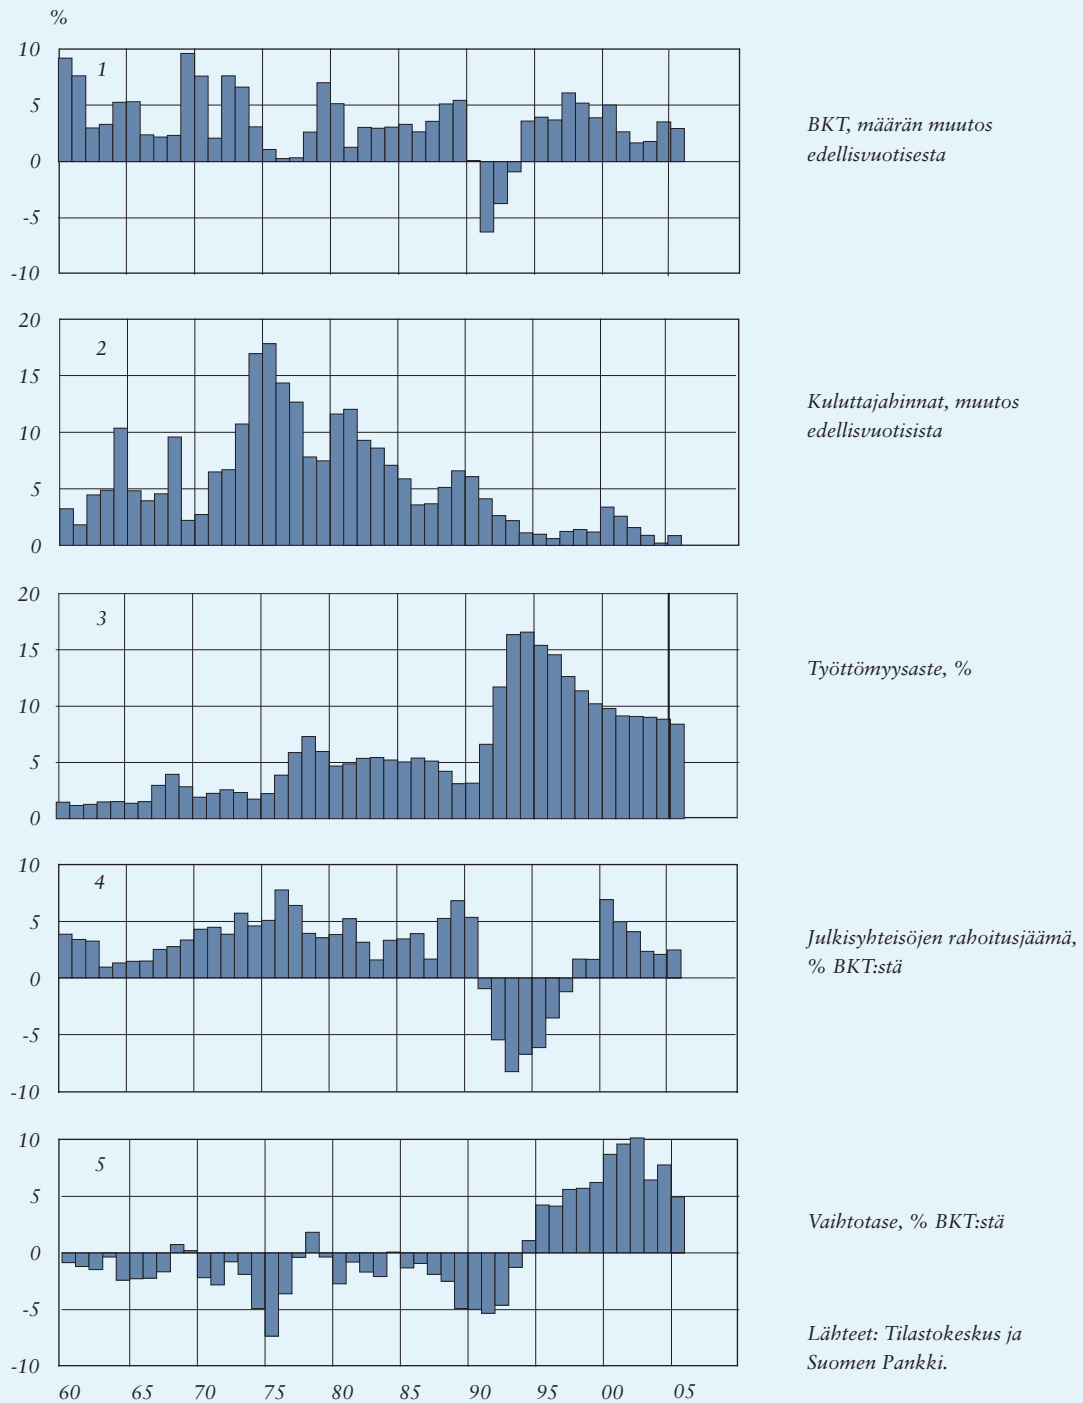 %
10
5
0
-5
-10
1
BKT, määrän muutos
edellisvuotisesta
20
15
10
5
0
2
Kuluttajahinnat, muutos
edellisvuotisista
20
15
10
5
0
3
Työttömyysaste, %
10
5
0
-5
-10
4
Julkisyhteisöjen rahoitusjäämä,
% BKT:stä
10
5
0
-5
-10
5
Vaihtotase, % BKT:stä
Lähteet: Tilastokeskus ja
Suomen Pankki.
60 65 70 75 80 85 90 95 00 05